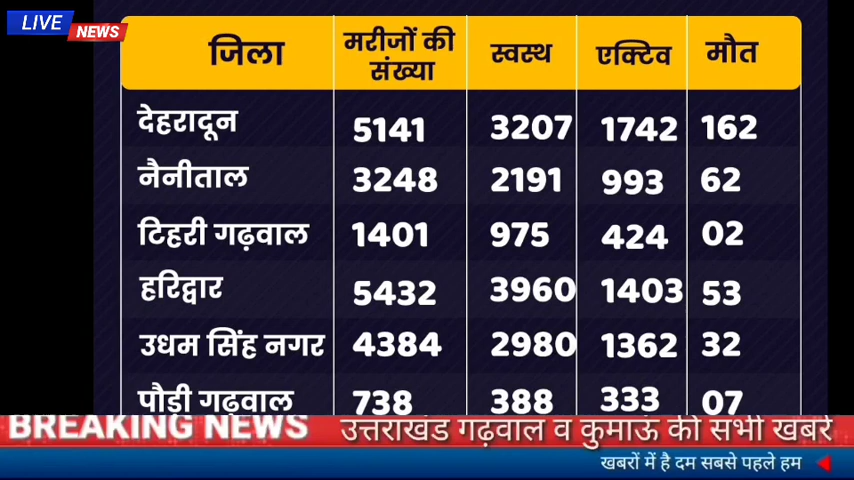 LIVE
NEWS
जिला मरीजों की संख्या स्वस्थ एक्टिव मौत
देहरादून 5141 3207 1742 162
नैनीताल 3248 2191 993 62
टिहरी गढ़वाल 1401 975 424 02
हरिद्वार 5432 3960 1403 53
उधम सिंह नगर 4384 2980 1362 32
पौड़ी गढ़वाल 738 388 333 07
BREAKING NEWS उत्तराखंड गढ़वाल व कुमाऊं की सभी खबरें
खबरों में है दम सबसे पहले हम